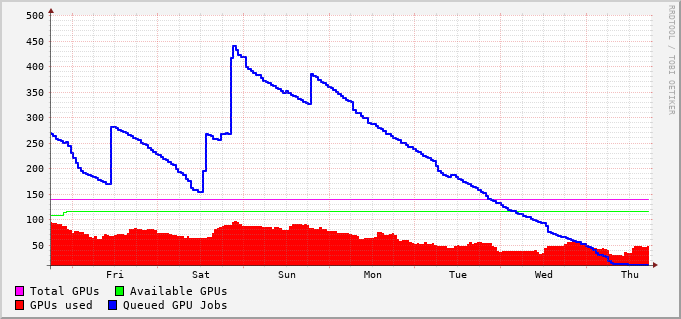 500
450
400
350
300
250
200
150
100
50
Fri Sat Sun Mon Tue Wed Thu
Total GPUs Available GPUs
GPUs used Queued GPU Jobs
RRDTOOL / TOBI OETIKER